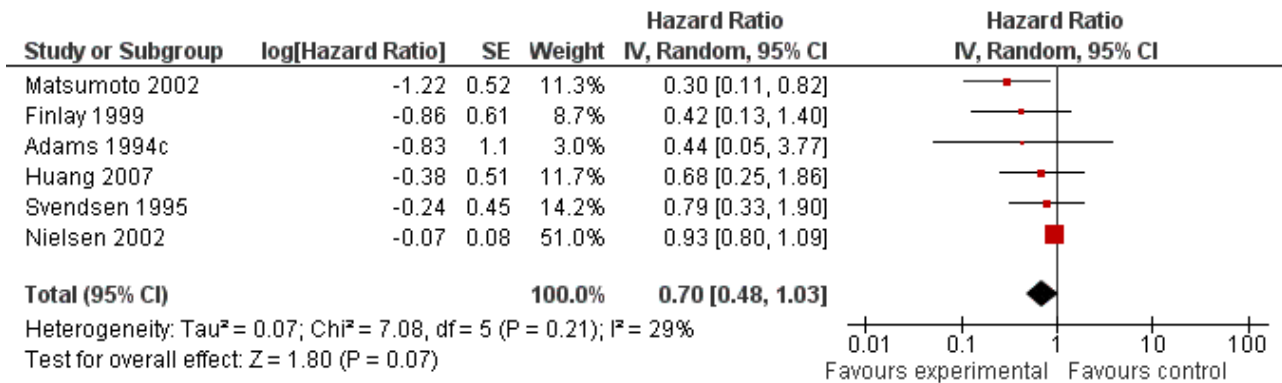 Hazard Ratio Hazard Ratio
Study or Subgroup log[Hazard Ratio] SE Weight IV, Random, 95% CI IV, Random, 95% CI
Matsumoto 2002 -1.22 0.52 11.3% 0.30 [0.11, 0.82]
Finlay 1999 -0.86 0.61 8.7% 0.42 [0.13, 1.40]
Adams 1994c -0.83 1.1 3.0% 0.44 [0.05, 3.77]
Huang 2007 -0.38 0.51 11.7% 0.68 [0.25, 1.86]
Svendsen 1995 -0.24 0.45 14.2% 0.79 [0.33, 1.90]
Nielsen 2002 -0.07 0.08 51.0% 0.93 [0.80, 1.09]
Total (95% CI) 100.0% 0.70 [0.48, 1.03]
Heterogeneity: Tau² = 0.07; Chi² = 7.08, df = 5 (P = 0.21); I² = 29%
Test for overall effect: Z = 1.80 (P = 0.07)
0.01 0.1 1 10 100
Favours experimental Favours control